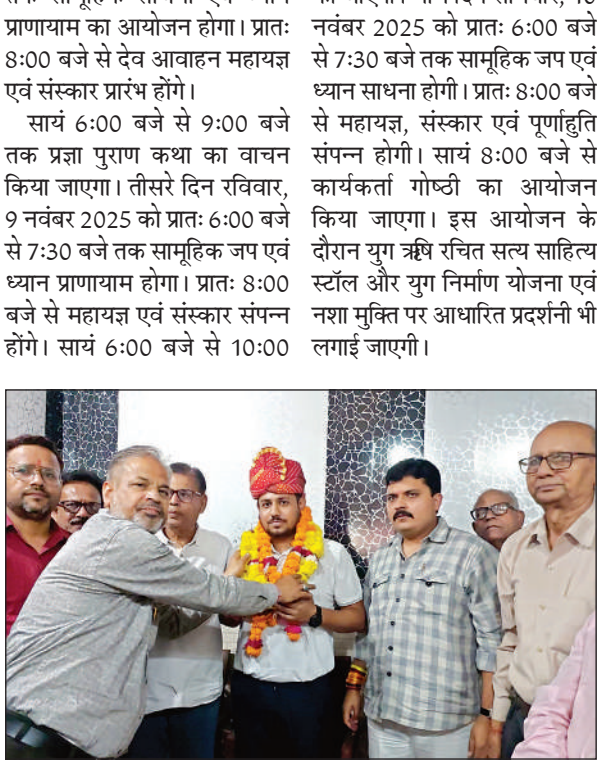 प्राणायाम का आयोजन होगा। प्रातः
8:00 बजे से देव आवाहन महायज्ञ
एवं संस्कार प्रारंभ होंगे।
सायं 6:00 बजे से 9:00 बजे
तक प्रज्ञा पुराण कथा का वाचन
किया जाएगा। तीसरे दिन रविवार,
9 नवंबर 2025 को प्रातः 6:00 बजे
से 7:30 बजे तक सामूहिक जप एवं
ध्यान प्राणायाम होगा। प्रातः 8:00
बजे से महायज्ञ एवं संस्कार संपन्न
होंगे। सायं 6:00 बजे से 10:00
नवंबर 2025 को प्रातः 6:00 बजे
से 7:30 बजे तक सामूहिक जप एवं
ध्यान साधना होगी। प्रातः 8:00 बजे
से महायज्ञ, संस्कार एवं पूर्णाहुति
संपन्न होगी। सायं 8:00 बजे से
कार्यकर्ता गोष्ठी का आयोजन
किया जाएगा। इस आयोजन के
दौरान युग ऋषि रचित सत्य साहित्य
स्टॉल और युग निर्माण योजना एवं
नशा मुक्ति पर आधारित प्रदर्शनी भी
लगाई जाएगी।